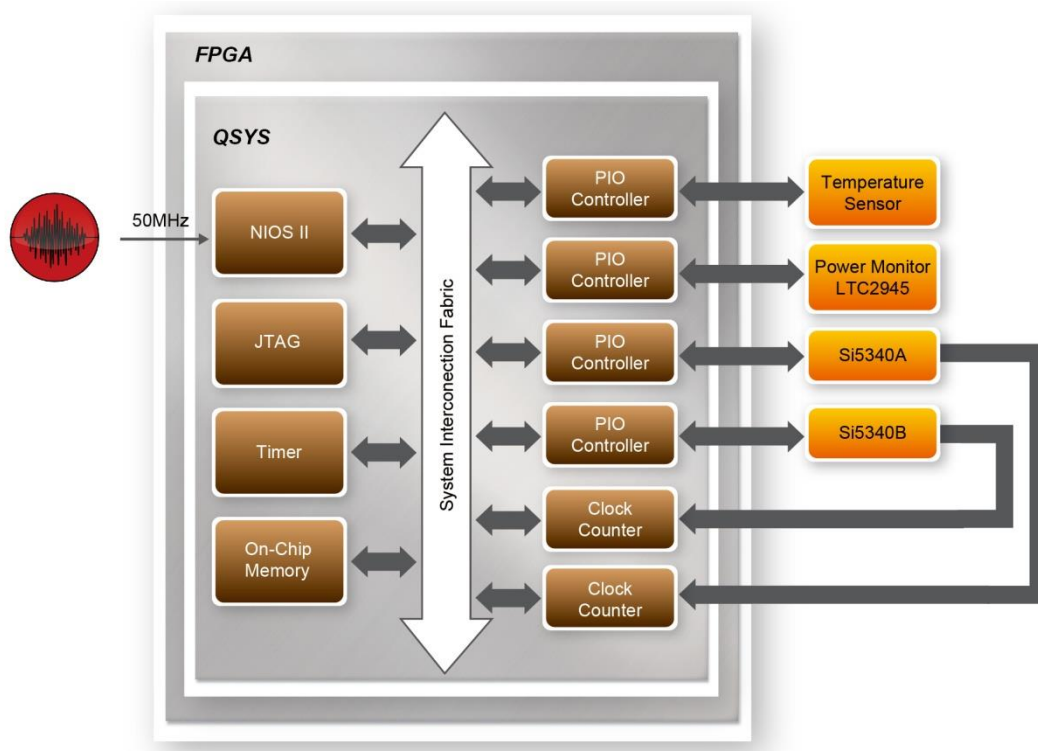 FPGA
QSYS
50MHz
NIOS II
JTAG
Timer
On-Chip
Memory
System Interconection Fabric
PIO
Controller
PIO
Controller
PIO
Controller
PIO
Controller
Clock
Counter
Clock
Counter
Temperature
Sensor
Power Monitor
LTC2945
Si5340A
Si5340B